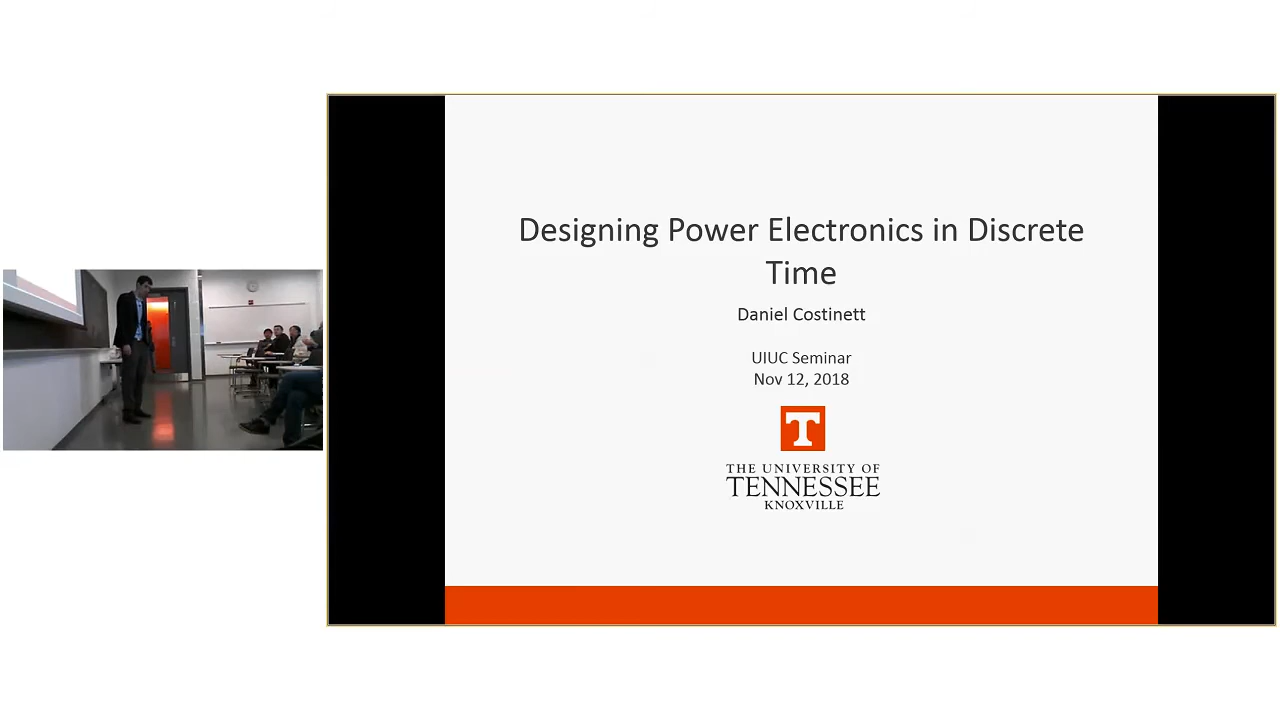 Designing Power Electronics in Discrete
Time
Daniel Costinett
UIUC Seminar
Nov 12, 2018
T
THE UNIVERSITY OF
TENNESSEE
KNOXVILLE